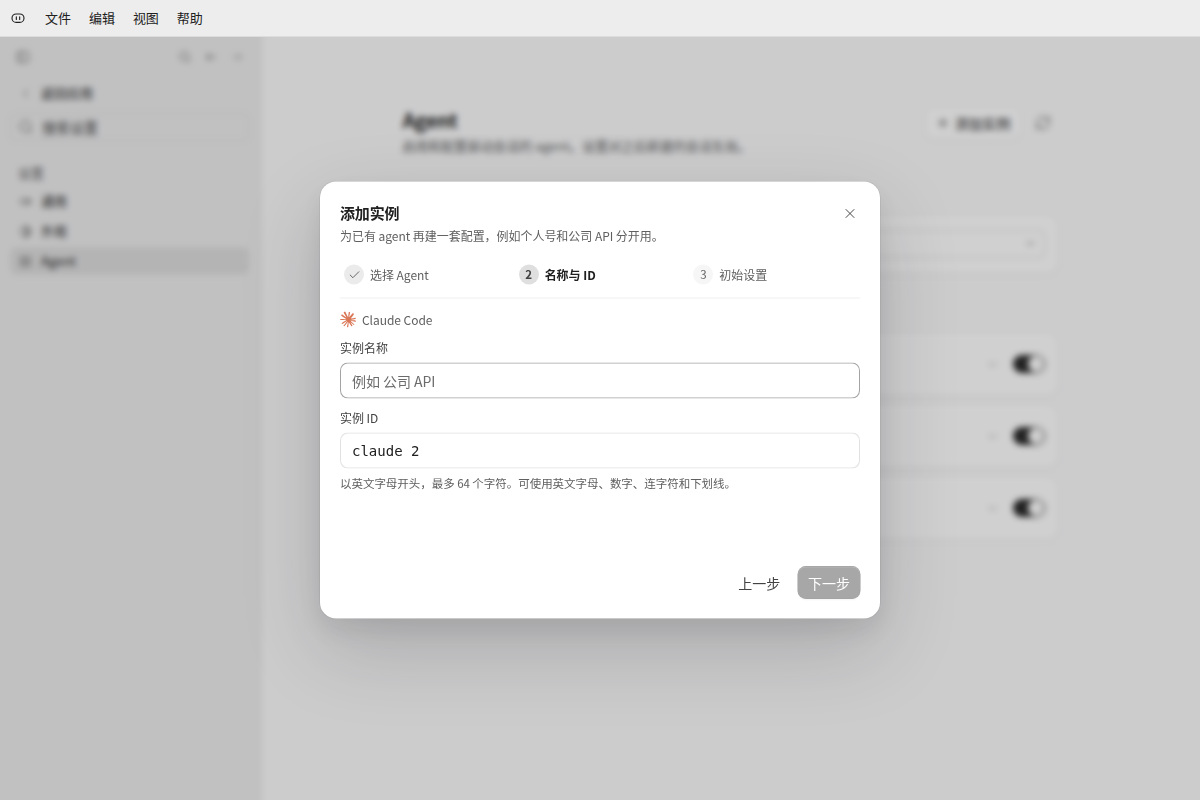 文件 编辑 视图 帮助
Agent
Agent
添加实例
为已有 agent 再建一套配置，例如个人号和公司 API 分开用。
选择 Agent
2 名称与 ID
3 初始设置
Claude Code
实例名称
例如 公司 API
实例 ID
claude 2
以英文字母开头，最多 64 个字符。可使用英文字母、数字、连字符和下划线。
上一步 下一步